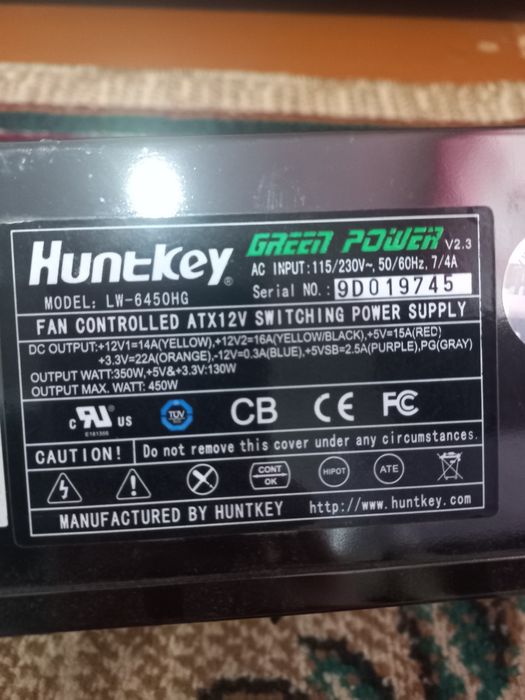 Huntkey® GREEN POWER V2.3
AC INPUT:115/230V~, 50/60Hz, 7/4A
MODEL: LW-6450HG Serial NO.: 9D019745
FAN CONTROLLED ATX12V SWITCHING POWER SUPPLY
DC OUTPUT:+12V1=14A(YELLOW),+12V2=16A(YELLOW/BLACK),+5V=15A(RED)
+3.3V=22A(ORANGE),-12V=0.3A(BLUE),+5VSB=2.5A(PURPLE),PG(GRAY)
OUTPUT WATT:350W,+5V&+3.3V:130W
OUTPUT MAX. WATT: 450W
c RU US TÜV CB CE FC
CAUTION! Do not remove this cover under any circumstances.
CONT OK HIPOT ATE
MANUFACTURED BY HUNTKEY http://www.huntkey.com